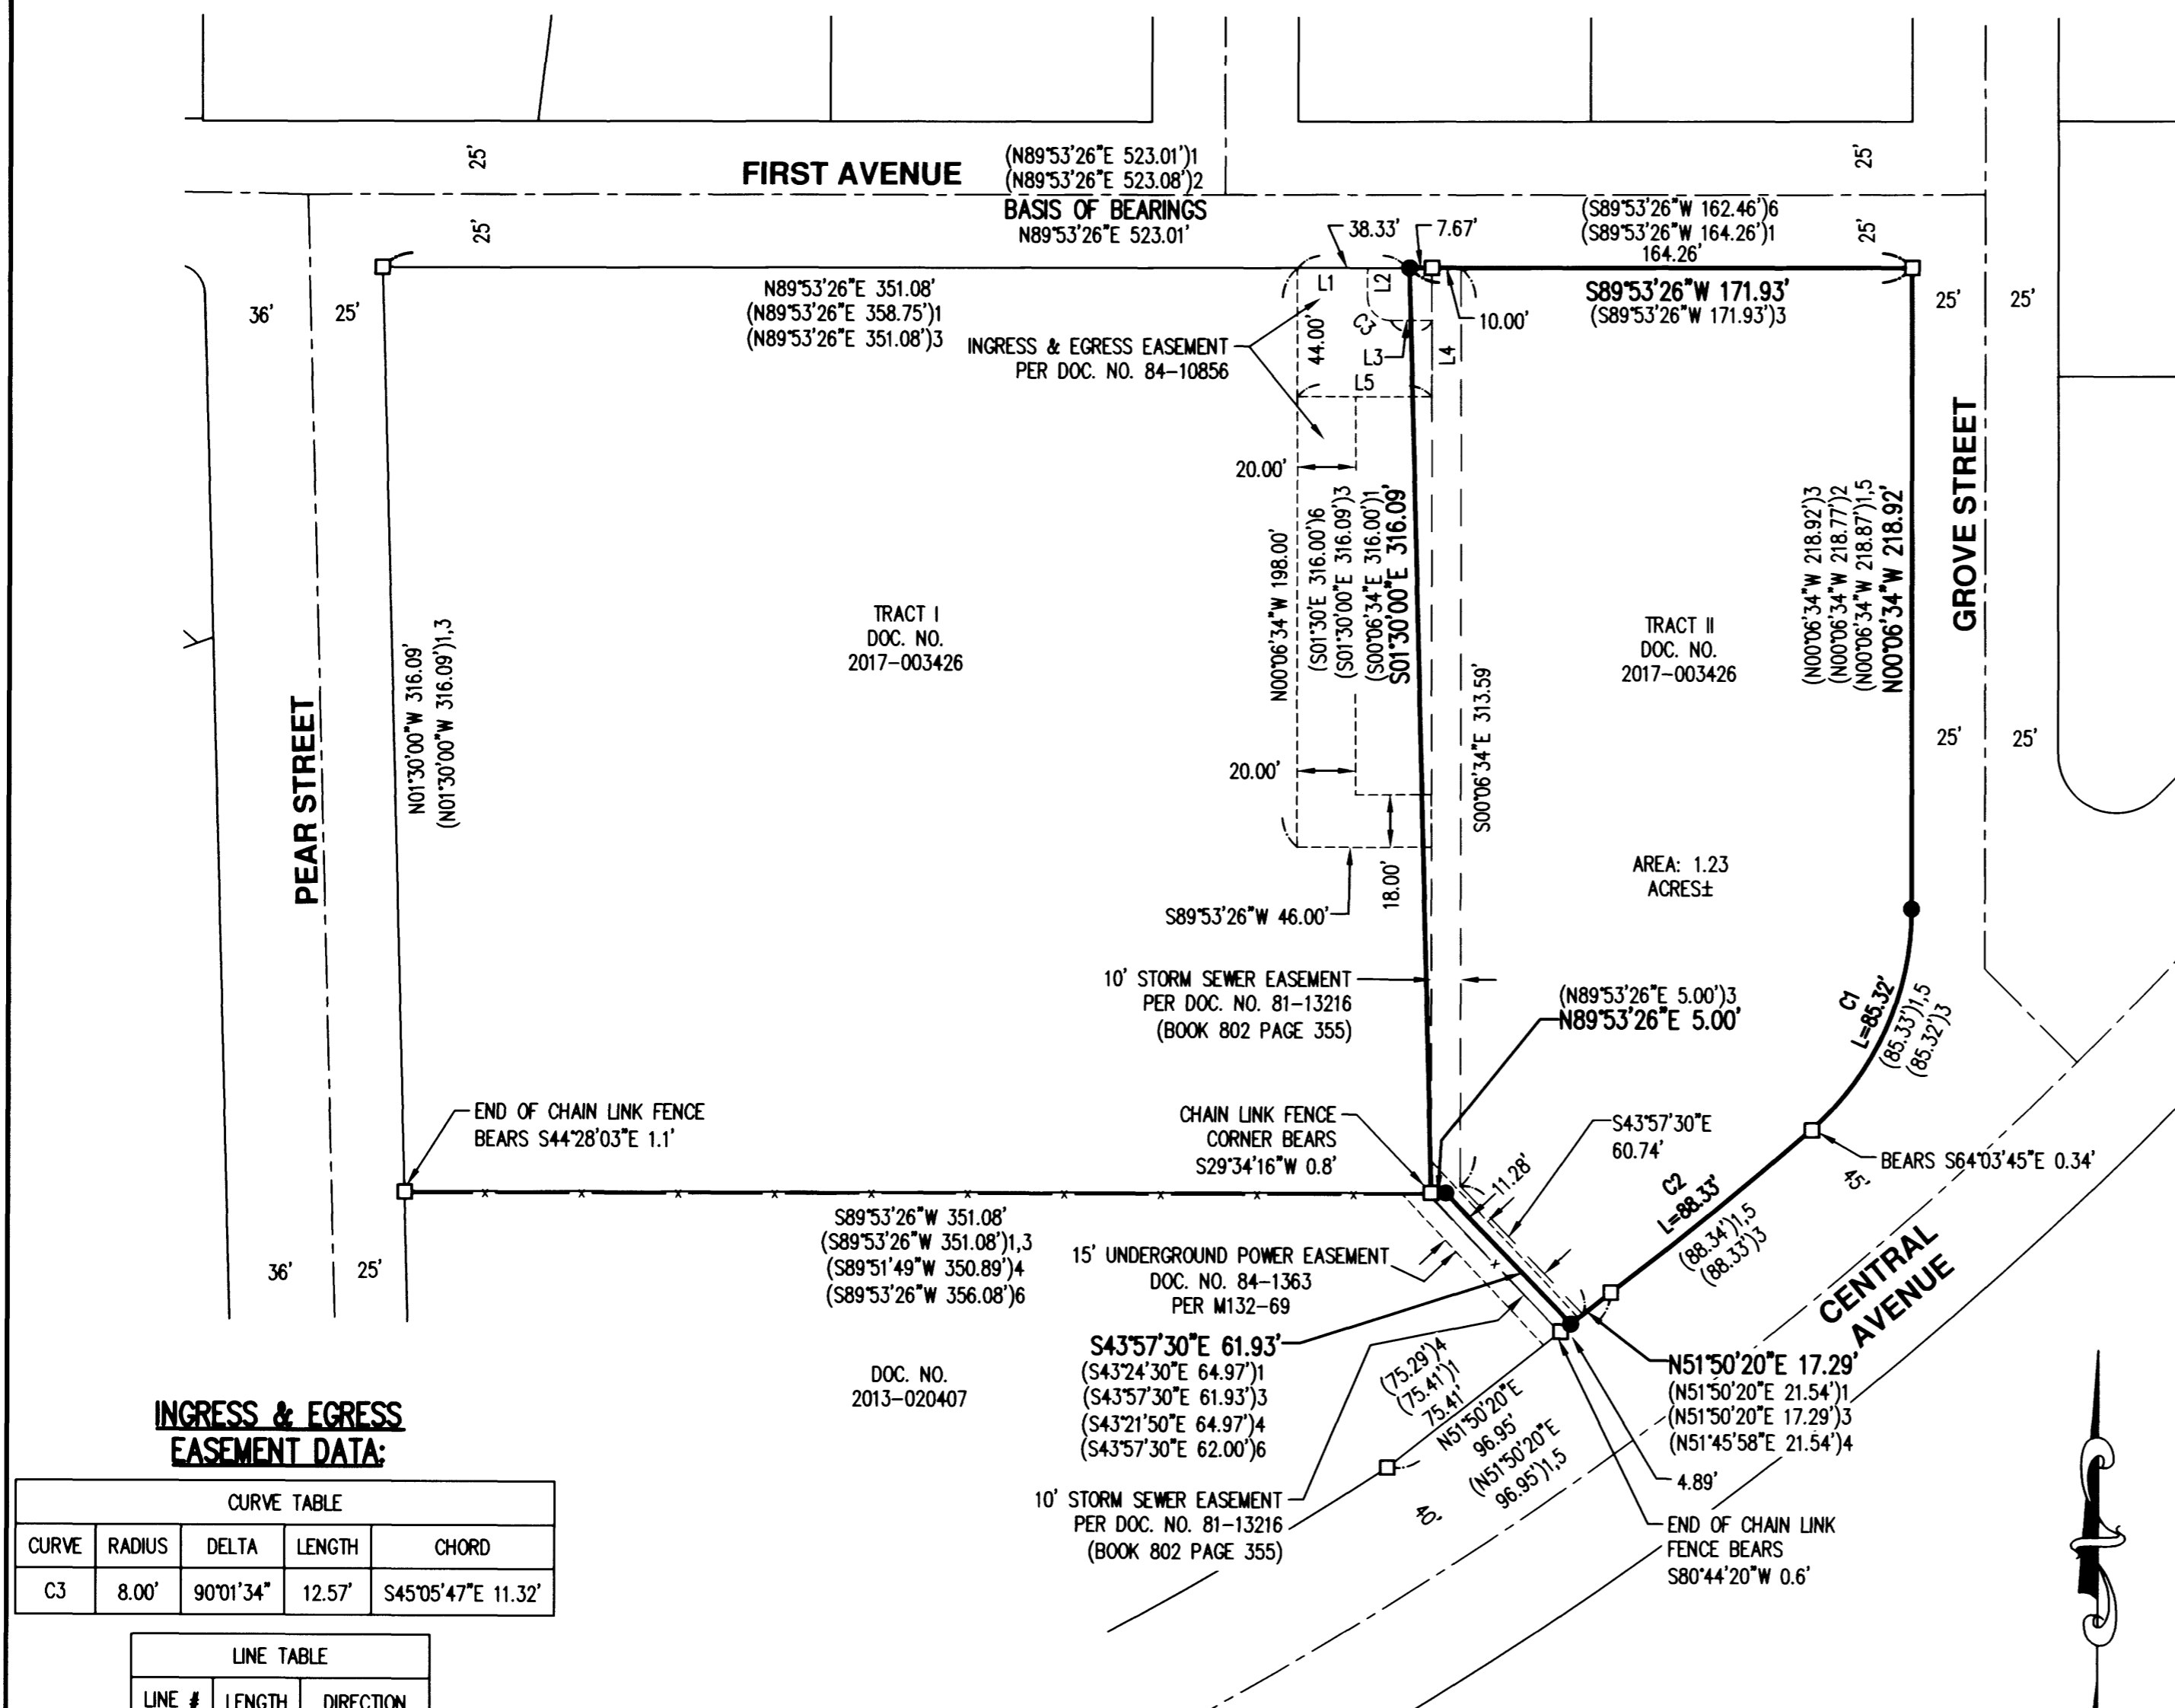 (N89°53'26"E 523.01')1
(N89°53'26"E 523.08')2
FIRST AVENUE
BASIS OF BEARINGS
N89°53'26"E 523.01'
25'
25'
25'
25'
(S89°53'26"W 162.46')6
(S89°53'26"W 164.26')1
164.26'
S89°53'26"W 171.93'
(S89°53'26"W 171.93')3
38.33'
7.67'
10.00'
L1
L2
C3
L3
L4
L5
44.00'
N89°53'26"E 351.08'
(N89°53'26"E 358.75')1
(N89°53'26"E 351.08')3
INGRESS & EGRESS EASEMENT
PER DOC. NO. 84-10856
36'
25'
25'
25'
20.00'
20.00'
N00°06'34"W 198.00'
(S01°30'E 316.00')6
(S01°30'00"E 316.09')3
(S00°06'34"E 316.00')1
S01°30'00"E 316.09'
S00°06'34"E 313.59'
(N00°06'34"W 218.92')3
(N00°06'34"W 218.77')2
(N00°06'34"W 218.87')1,5
N00°06'34"W 218.92'
GROVE STREET
TRACT I
DOC. NO.
2017-003426
TRACT II
DOC. NO.
2017-003426
PEAR STREET
N01°30'00"W 316.09'
(N01°30'00"W 316.09')1,3
25'
25'
AREA: 1.23
ACRES±
18.00'
S89°53'26"W 46.00'
10' STORM SEWER EASEMENT
PER DOC. NO. 81-13216
(BOOK 802 PAGE 355)
(N89°53'26"E 5.00')3
N89°53'26"E 5.00'
C1
L=85.32'
(85.33')1,5
(85.32')3
END OF CHAIN LINK FENCE
BEARS S44°28'03"E 1.1'
CHAIN LINK FENCE
CORNER BEARS
S29°34'16"W 0.8'
S43°57'30"E
60.74'
11.28'
BEARS S64°03'45"E 0.34'
45'
C2
L=88.33'
(88.34')1,5
(88.33')3
CENTRAL
AVENUE
S89°53'26"W 351.08'
(S89°53'26"W 351.08')1,3
(S89°51'49"W 350.89')4
(S89°53'26"W 356.08')6
36'
25'
15' UNDERGROUND POWER EASEMENT
DOC. NO. 84-1363
PER M132-69
S43°57'30"E 61.93'
(S43°24'30"E 64.97')1
(S43°57'30"E 61.93')3
(S43°21'50"E 64.97')4
(S43°57'30"E 62.00')6
(75.29')4
(75.41')1
75.41'
N51°50'20"E
96.95'
(N51°50'20"E
96.95')1,5
40'
N51°50'20"E 17.29'
(N51°50'20"E 21.54')1
(N51°50'20"E 17.29')3
(N51°45'58"E 21.54')4
4.89'
END OF CHAIN LINK
FENCE BEARS
S80°44'20"W 0.6'
DOC. NO.
2013-020407
10' STORM SEWER EASEMENT
PER DOC. NO. 81-13216
(BOOK 802 PAGE 355)
INGRESS & EGRESS
EASEMENT DATA:
CURVE TABLE
CURVE RADIUS DELTA LENGTH CHORD
C3 8.00' 90°01'34" 12.57' S45°05'47"E 11.32'
LINE TABLE
LINE # LENGTH DIRECTION